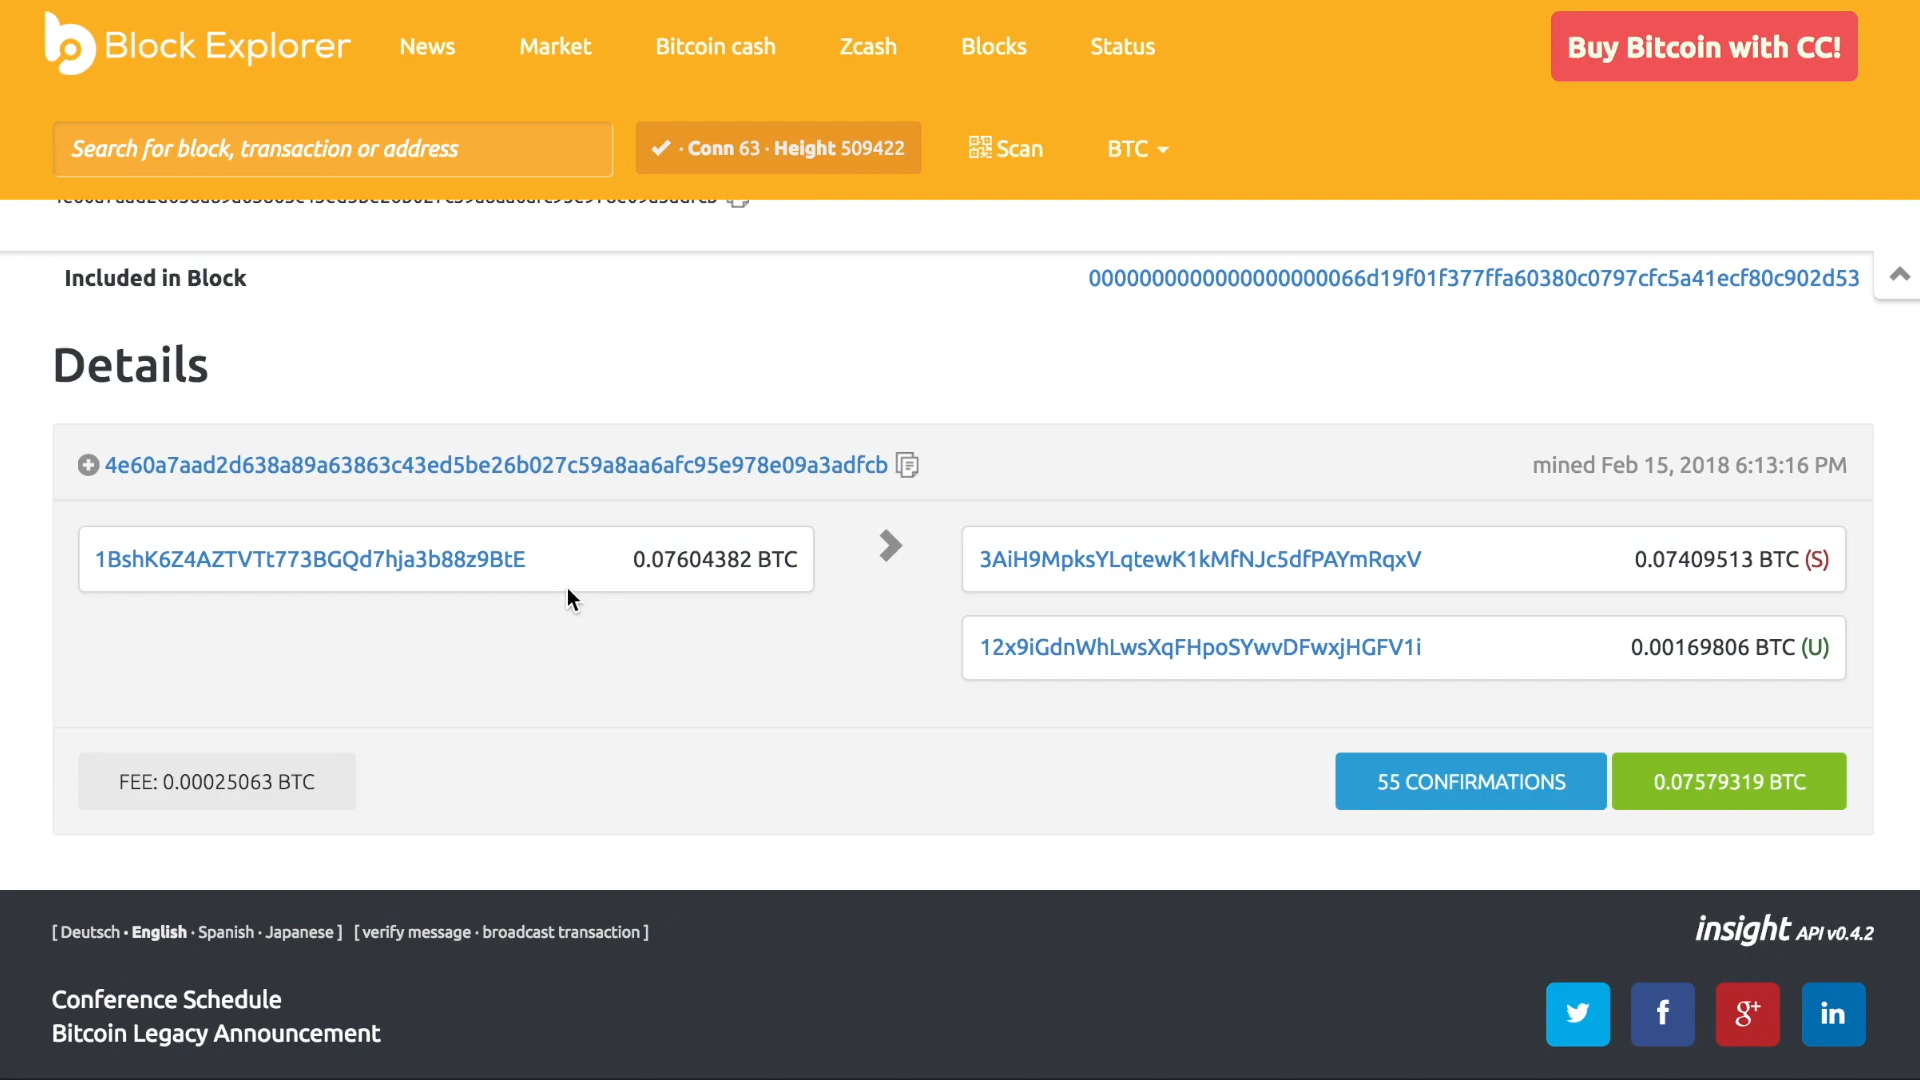 Block Explorer
News
Market
Bitcoin cash
Zcash
Blocks
Status
Buy Bitcoin with CC!
Search for block, transaction or address
· Conn 63 · Height 509422
Scan
BTC
Included in Block
0000000000000000000066d19f01f377ffa60380c0797cfc5a41ecf80c902d53
Details
4e60a7aad2d638a89a63863c43ed5be26b027c59a8aa6afc95e978e09a3adfcb
mined Feb 15, 2018 6:13:16 PM
1BshK6Z4AZTVTt773BGQd7hja3b88z9BtE
0.07604382 BTC
3AiH9MpksYLqtewK1kMfNJc5dfPAYmRqxV
0.07409513 BTC (S)
12x9iGdnWhLwsXqFHpoSYwvDFwxjHGFV1i
0.00169806 BTC (U)
FEE: 0.00025063 BTC
55 CONFIRMATIONS
0.07579319 BTC
[ Deutsch · English · Spanish · Japanese ] [ verify message · broadcast transaction ]
insight API v0.4.2
Conference Schedule
Bitcoin Legacy Announcement